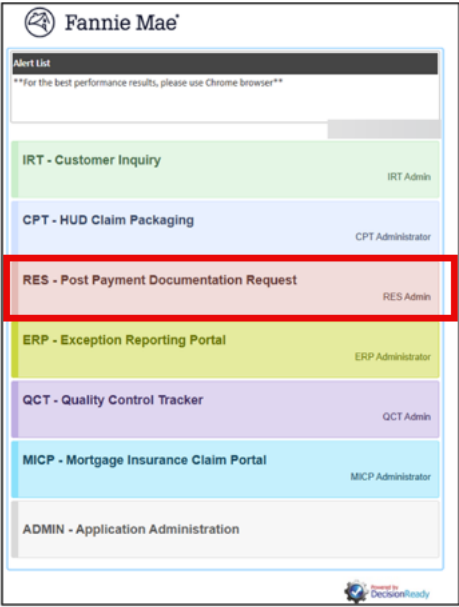 Fannie Mae®
Alert List
**For the best performance results, please use Chrome browser**
IRT - Customer Inquiry
IRT Admin
CPT - HUD Claim Packaging
CPT Administrator
RES - Post Payment Documentation Request
RES Admin
ERP - Exception Reporting Portal
ERP Administrator
QCT - Quality Control Tracker
QCT Admin
MICP - Mortgage Insurance Claim Portal
MICP Administrator
ADMIN - Application Administration
Powered by
DecisionReady